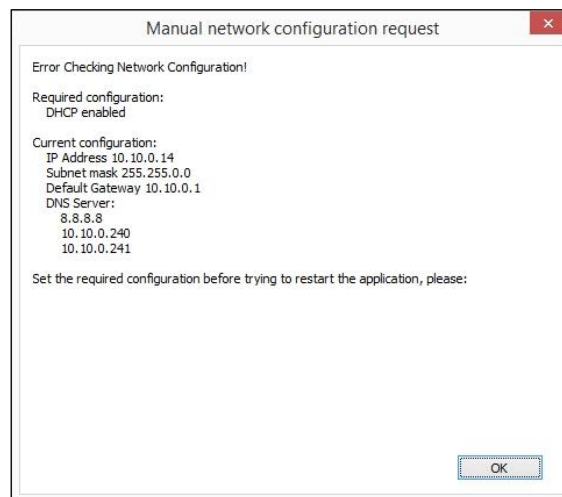 Manual network configuration request
Error Checking Network Configuration!
Required configuration:
DHCP enabled
Current configuration:
IP Address 10.10.0.14
Subnet mask 255.255.0.0
Default Gateway 10.10.0.1
DNS Server:
8.8.8.8
10.10.0.240
10.10.0.241
Set the required configuration before trying to restart the application, please:
OK